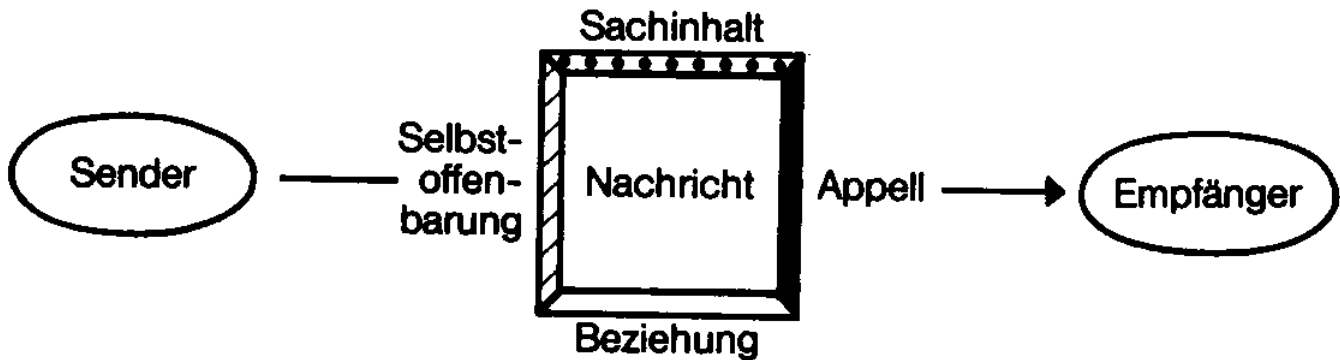 Sachinhalt
Sender
Selbst-
offen-
barung
Nachricht
Appell
Empfänger
Beziehung